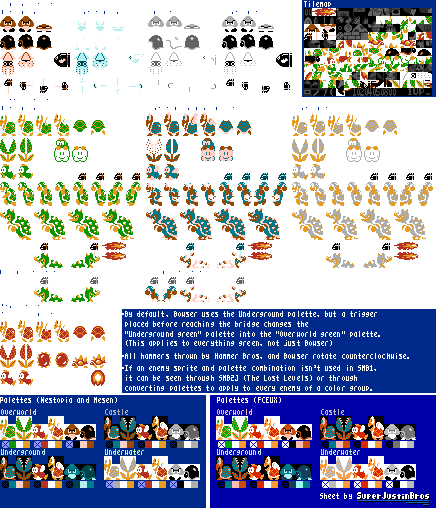 Tilemap
•By default, Bowser uses the Underground palette, but a trigger
placed before reaching the bridge changes the
"Underground green" palette into the "Overworld green" palette.
(This applies to everything green, not just Bowser)
•All hammers thrown by Hammer Bros. and Bowser rotate counterclockwise.
•If an enemy sprite and palette combination isn't used in SMB1,
it can be seen through SMB2J (The Lost Levels) or through
converting palettes to apply to every enemy of a color group.
Palettes (Nestopia and Mesen)
Overworld
Castle
Underground
Underwater
Palettes (FCEUX)
Overworld
Castle
Underground
Underwater
Sheet by SuperJustinBros